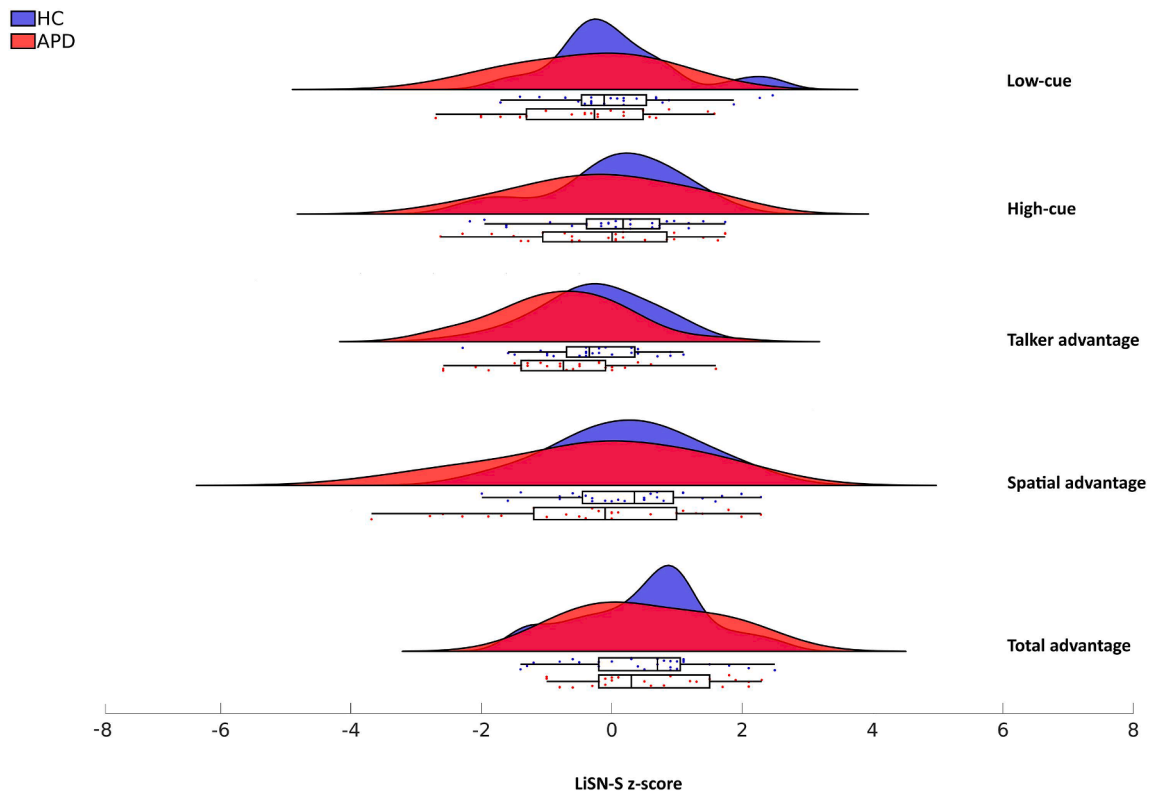 HC
APD
Low-cue
High-cue
Talker advantage
Spatial advantage
Total advantage
-8 -6 -4 -2 0 2 4 6 8
LiSN-S z-score